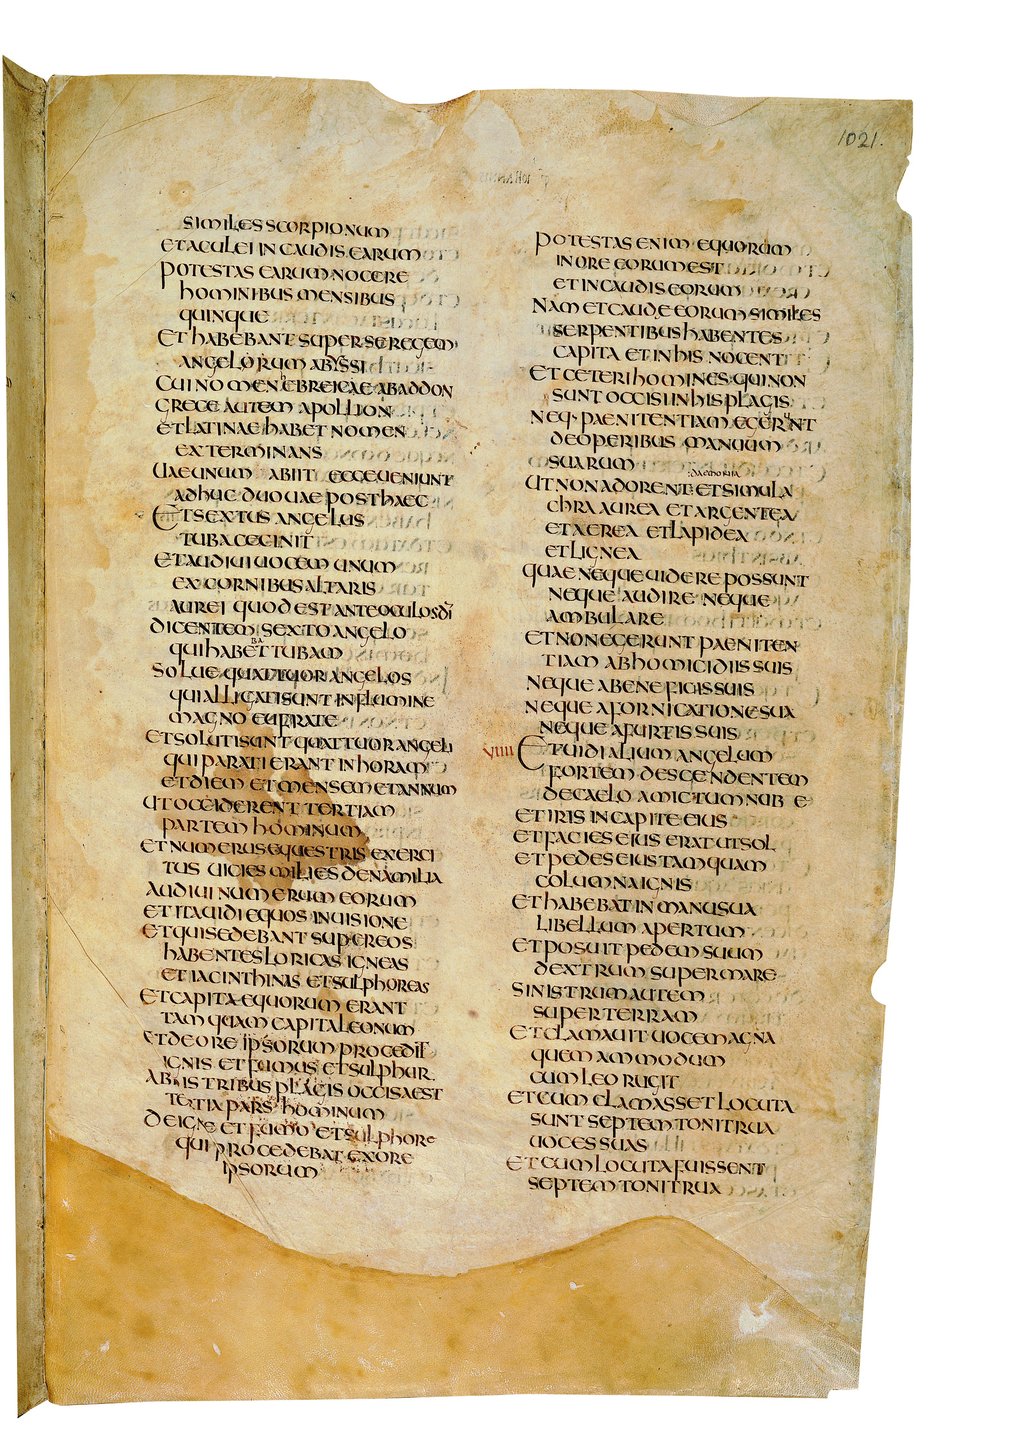 1021.
SIMILES SCORPIONUM
ET ACULEI IN CAUDIS EARUM
POTESTAS EARUM NOCERE
HOMINIBUS MENSIBUS
QUINQUE
ET HABEBANT SUPER SE REGEM
ANGELORUM ABYSSI
CUI NOMEN hEBREICAE ABADDON
GRECE AUTEM APOLLION
ET LATINAE HABET NOMEN
EXTERMINANS
UAE UNUM ABIIT ECCE UENIUNT
ADHUC DUO UAE POST HAEC
ET SEXTUS ANGELUS
TUBA CECINIT
ET AUDIUI UOCEM UNUM
EX CORNIBUS ALTARIS
AUREI QUOD EST ANTE OCULOS DI
DICENTEM SEXTO ANGELO
QUI HABEBAT TUBAM
SOLUE QUATTUOR ANGELOS
QUI ALLIGATI SUNT IN FLUMINE
MAGNO EUFRATE
ET SOLUTI SUNT QUATTUOR ANGELI
QUI PARATI ERANT IN HORAM
ET DIEM ET MENSEM ET ANNUM
UT OCCIDERENT TERTIAM
PARTEM HOMINUM
ET NUMERUS EQUESTRIS EXERCI
TUS UICIES MILIES DENA MILIA
AUDIUI NUMERUM EORUM
ET ITA UIDI EQUOS IN UISIONE
ET QUI SEDEBANT SUPER EOS
HABENTES LORICAS IGNEAS
ET IACINTHINAS ET SULPHOREAS
ET CAPITA EQUORUM ERANT
TAMQUAM CAPITA LEONUM
ET DE ORE IPSORUM PROCEDIT
IGNIS ET FUMUS ET SULPHUR
AB IIS TRIBUS PLAGIS OCCISA EST
TERTIA PARS HOMINUM
DE IGNE ET FUMO ET SULPHORE
QUI PROCEDEBAT EX ORE
IPSORUM
POTESTAS ENIM EQUORUM
IN ORE EORUM EST
ET IN CAUDIS EORUM
NAM ET CAUDE EORUM SIMILES
SERPENTIBUS HABENTES
CAPITA ET IN HIS NOCENT
ET CETERI HOMINES QUI NON
SUNT OCCISI IN HIS PLAGIS
NEQ· PAENITENTIAM EGERUNT
DE OPERIBUS MANUUM
SUARUM
DAEMONIA
UT NON ADORENT ET SIMULA
CHRA AUREA ET ARGENTEA
ET AEREA ET LAPIDEA
ET LIGNEA
QUAE NEQUE UIDERE POSSUNT
NEQUE AUDIRE NEQUE
AMBULARE
ET NON EGERUNT PAENITEN
TIAM AB HOMICIDIIS SUIS
NEQUE A BENEFICIIS SUIS
NEQUE A FORNICATIONE SUA
NEQUE A FURTIS SUIS
VIIII ET UIDI ALIUM ANGELUM
FORTEM DESCENDENTEM
DE CAELO AMICTUM NUBE
ET IRIS IN CAPITE EIUS
ET FACIES EIUS ERAT UT SOL
ET PEDES EIUS TAMQUAM
COLUMNA IGNIS
ET HABEBAT IN MANU SUA
LIBELLUM APERTUM
ET POSUIT PEDEM SUUM
DEXTRUM SUPER MARE
SINISTRUM AUTEM
SUPER TERRAM
ET CLAMAUIT UOCE MAGNA
QUEMAMMODUM
CUM LEO RUGIT
ET CUM CLAMASSET LOCUTA
SUNT SEPTEM TONITRUA
UOCES SUAS
ET CUM LOCUTA FUISSENT
SEPTEM TONITRUA